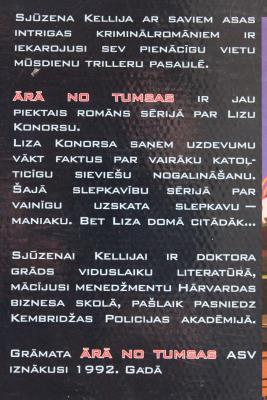 Sjūzena Kellija ar saviem asas
intrigas kriminālromāniem ir
iekarojusi sev pienācīgu vietu
mūsdienu trilleru pasaulē.
ĀRĀ NO TUMSAS ir jau
piektais romāns sērijā par Lizu
Konorsu.
Liza Konorsa saņem uzdevumu
vākt faktus par vairāku katoļ-
ticīgu sieviešu nogalināšanu.
Šajā slepkavību sērijā par
vainīgu uzskata slepkavu –
maniaku. Bet Liza domā citādāk...
Sjūzenai Kellijai ir doktora
grāds viduslaiku literatūrā,
mācījusi menedžmentu Hārvardas
biznesa skolā, pašlaik pasniedz
Kembridžas Policijas akadēmijā.
Grāmata ĀRĀ NO TUMSAS ASV
iznākusi 1992. Gadā